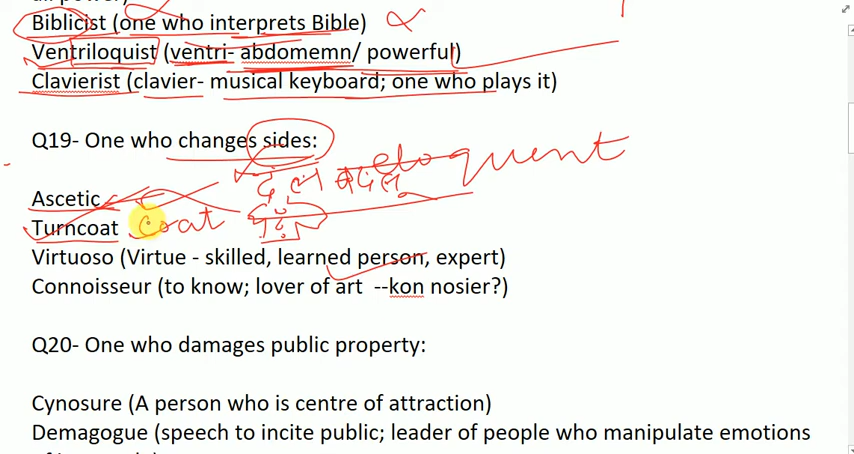 all power)
Biblicist (one who interprets Bible)
Ventriloquist (ventri- abdomemn/ powerful)
Clavierist (clavier- musical keyboard; one who plays it)
Q19- One who changes sides:
eloquent
Ascetic
Turncoat Coat
Virtuoso (Virtue - skilled, learned person, expert)
Connoisseur (to know; lover of art --kon nosier?)
Q20- One who damages public property:
Cynosure (A person who is centre of attraction)
Demagogue (speech to incite public; leader of people who manipulate emotions